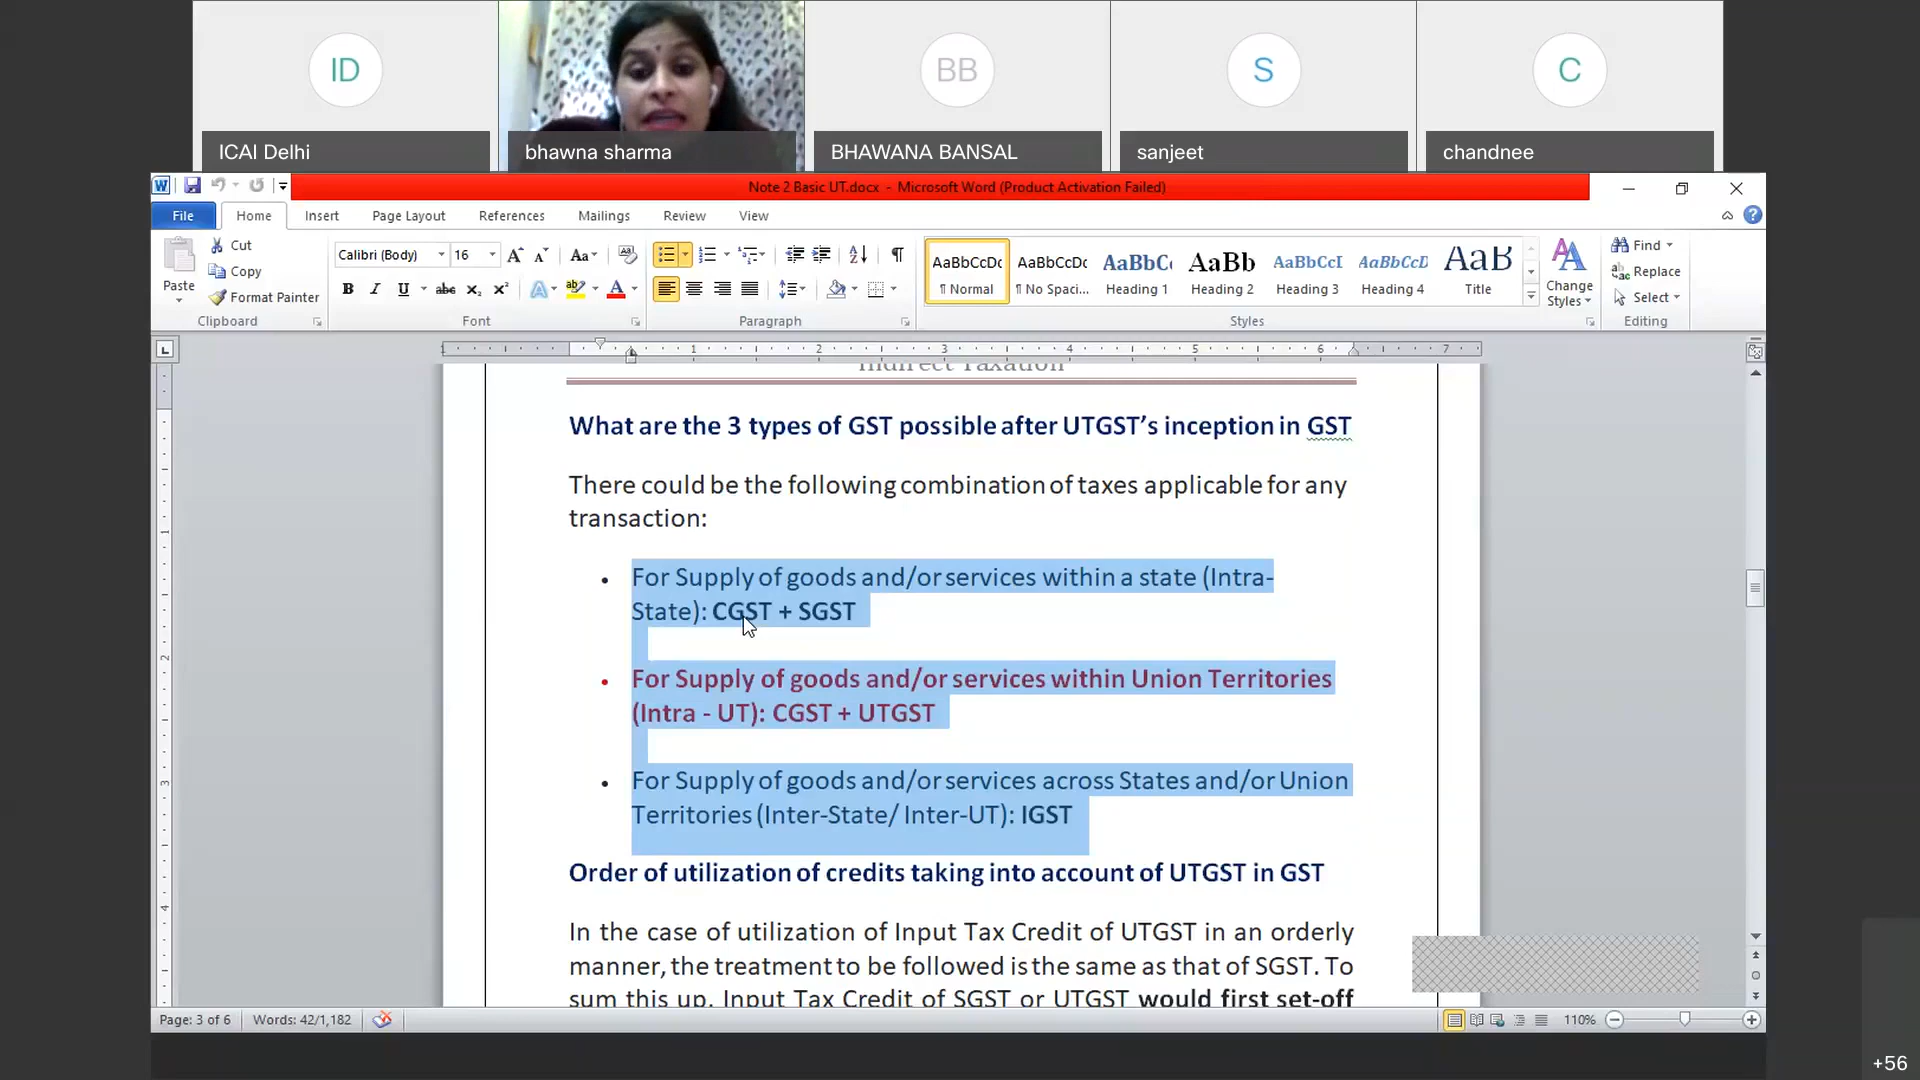 ID
BB
S
C
ICAI Delhi
bhawna sharma
BHAWANA BANSAL
sanjeet
chandnee
Note 2 Basic UT.docx - Microsoft Word (Product Activation Failed)
File Home Insert Page Layout References Mailings Review View
Paste
Cut
Copy
Format Painter
Clipboard
Calibri (Body) 16
Font
Paragraph
AaBbCcDc AaBbCcDc AaBbC AaBb AaBbCcI AaBbCcD AaB
¶ Normal ¶ No Spaci... Heading 1 Heading 2 Heading 3 Heading 4 Title
Change
Styles
Styles
Find
Replace
Select
Editing
1 1 2 3 4 5 6 7
Indirect Taxation
What are the 3 types of GST possible after UTGST’s inception in GST
There could be the following combination of taxes applicable for any
transaction:
• For Supply of goods and/or services within a state (Intra-
State): CGST + SGST
• For Supply of goods and/or services within Union Territories
(Intra - UT): CGST + UTGST
• For Supply of goods and/or services across States and/or Union
Territories (Inter-State/ Inter-UT): IGST
Order of utilization of credits taking into account of UTGST in GST
In the case of utilization of Input Tax Credit of UTGST in an orderly
manner, the treatment to be followed is the same as that of SGST. To
sum this up, Input Tax Credit of SGST or UTGST would first set-off
Page: 3 of 6 Words: 42/1,182 110%
+56